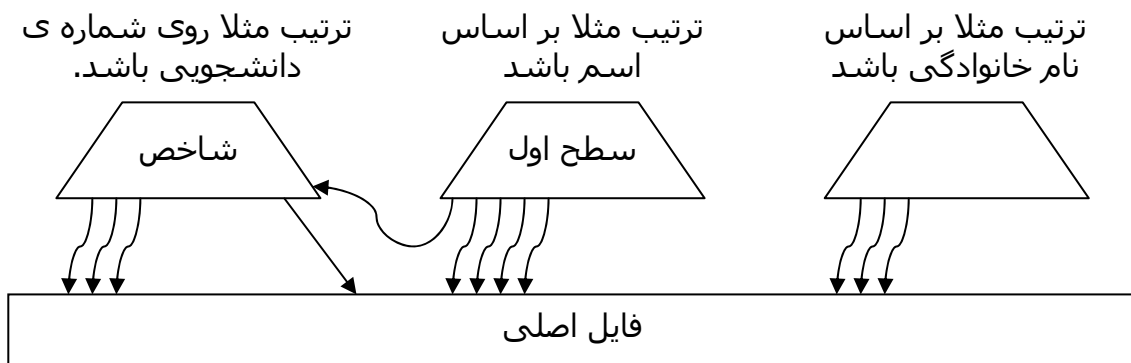 ترتیب مثلا بر اساس
نام خانوادگی باشد
ترتیب مثلا بر اساس
اسم باشد
ترتیب مثلا روی شماره ی
دانشجویی باشد.
سطح اول
شاخص
فایل اصلی